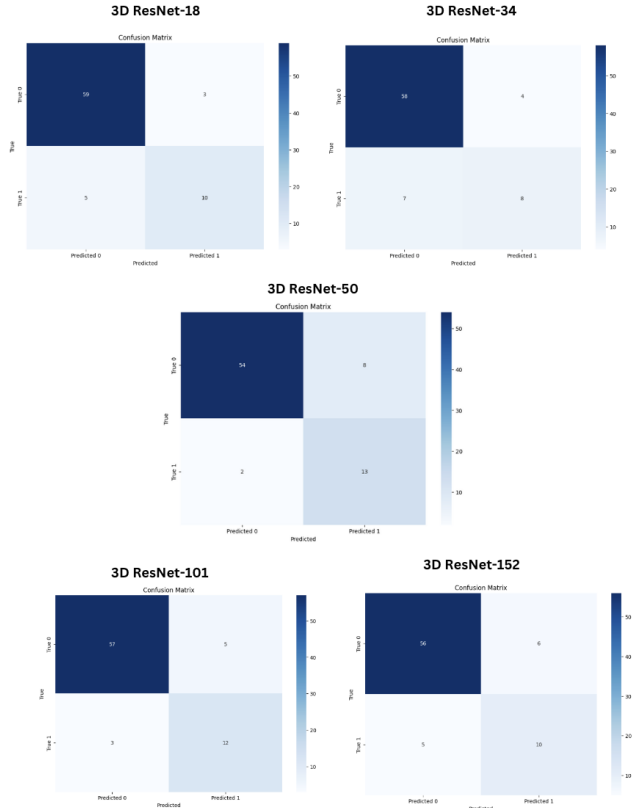 3D ResNet-18
Confusion Matrix
True 0
59
3
True
True 1
5
10
Predicted 0
Predicted 1
Predicted
50
40
30
20
10
3D ResNet-34
Confusion Matrix
True 0
58
4
True
True 1
7
8
Predicted 0
Predicted 1
Predicted
50
40
30
20
10
3D ResNet-50
Confusion Matrix
True 0
54
8
True
True 1
2
13
Predicted 0
Predicted 1
Predicted
50
40
30
20
10
3D ResNet-101
Confusion Matrix
True 0
57
5
True
True 1
3
12
Predicted 0
Predicted 1
Predicted
50
40
30
20
10
3D ResNet-152
Confusion Matrix
True 0
56
6
True
True 1
5
10
Predicted 0
Predicted 1
Predicted
50
40
30
20
10